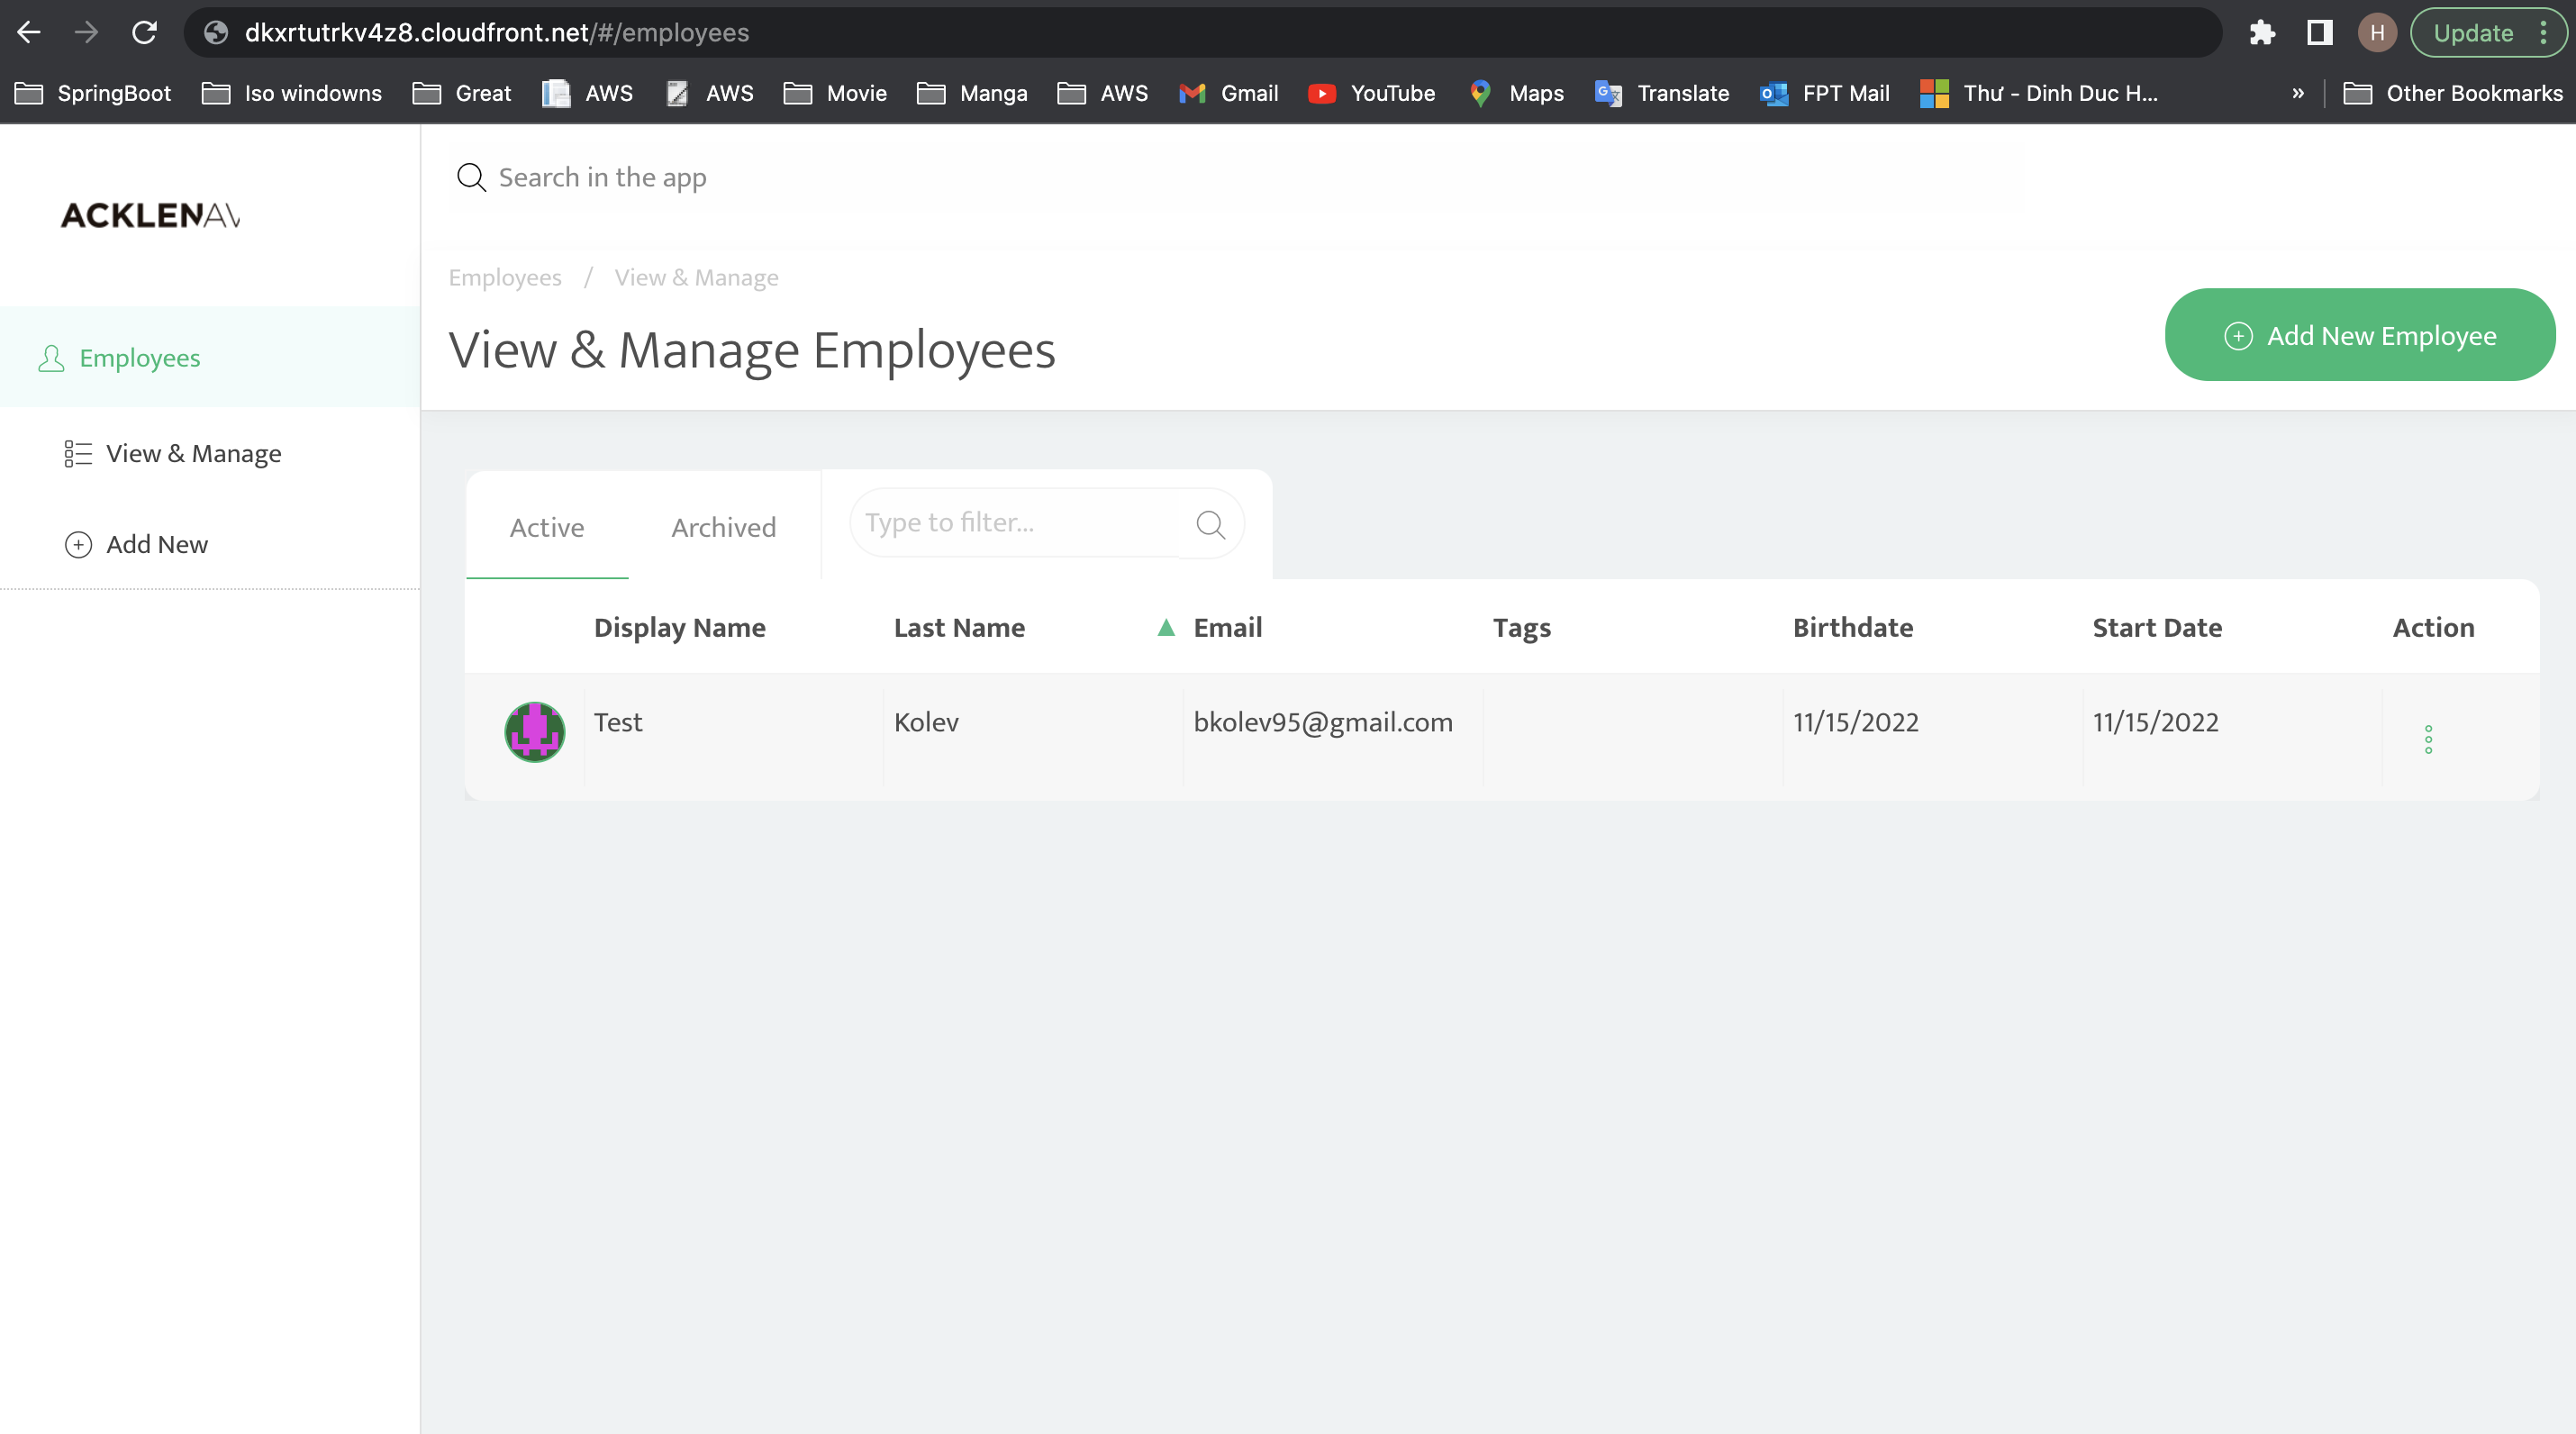 dkxrtutrkv4z8.cloudfront.net/#/employees
H
Update
SpringBoot
Iso windowns
Great
AWS
AWS
Movie
Manga
AWS
Gmail
YouTube
Maps
Translate
FPT Mail
Thư - Dinh Duc H...
»
Other Bookmarks
ACKLENAV
Search in the app
Employees / View & Manage
View & Manage Employees
Add New Employee
Employees
View & Manage
Add New
Active
Archived
Type to filter...
Display Name
Last Name
Email
Tags
Birthdate
Start Date
Action
Test
Kolev
bkolev95@gmail.com
11/15/2022
11/15/2022